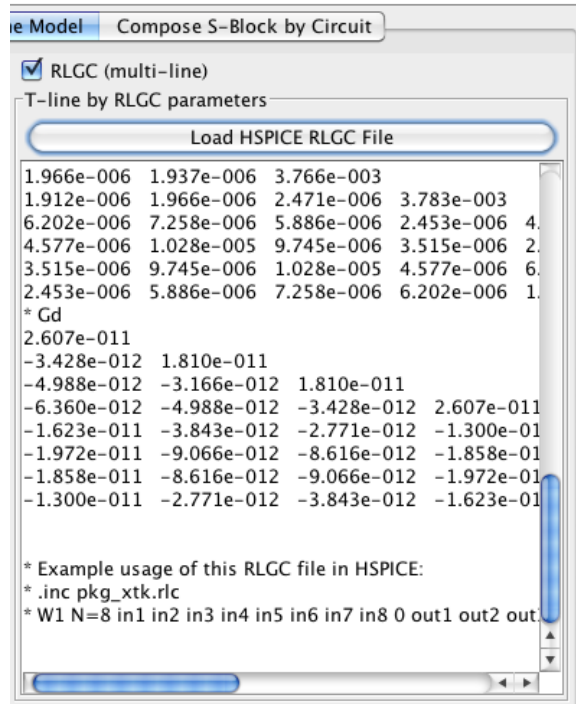 e Model Compose S-Block by Circuit
RLGC (multi-line)
T-line by RLGC parameters
Load HSPICE RLGC File
1.966e-006 1.937e-006 3.766e-003
1.912e-006 1.966e-006 2.471e-006 3.783e-003
6.202e-006 7.258e-006 5.886e-006 2.453e-006 4.
4.577e-006 1.028e-005 9.745e-006 3.515e-006 2.
3.515e-006 9.745e-006 1.028e-005 4.577e-006 6.
2.453e-006 5.886e-006 7.258e-006 6.202e-006 1.
* Gd
2.607e-011
-3.428e-012 1.810e-011
-4.988e-012 -3.166e-012 1.810e-011
-6.360e-012 -4.988e-012 -3.428e-012 2.607e-011
-1.623e-011 -3.843e-012 -2.771e-012 -1.300e-01
-1.972e-011 -9.066e-012 -8.616e-012 -1.858e-01
-1.858e-011 -8.616e-012 -9.066e-012 -1.972e-01
-1.300e-011 -2.771e-012 -3.843e-012 -1.623e-01
* Example usage of this RLGC file in HSPICE:
* .inc pkg_xtk.rlc
* W1 N=8 in1 in2 in3 in4 in5 in6 in7 in8 0 out1 out2 out